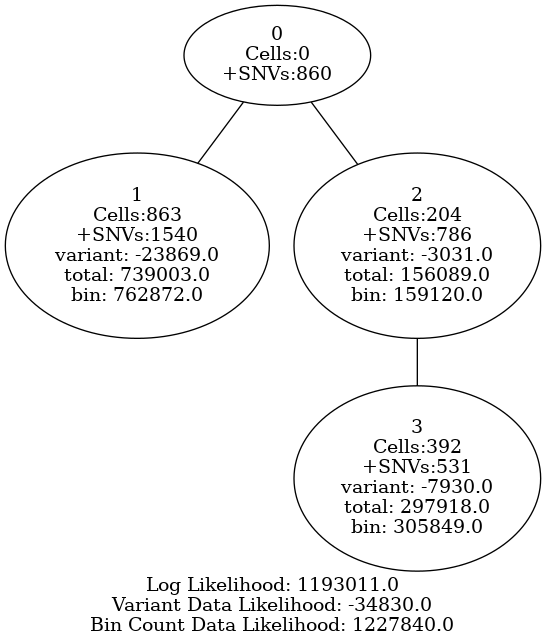 0
Cells:0
+SNVs:860
1
Cells:863
+SNVs:1540
variant: -23869.0
total: 739003.0
bin: 762872.0
2
Cells:204
+SNVs:786
variant: -3031.0
total: 156089.0
bin: 159120.0
3
Cells:392
+SNVs:531
variant: -7930.0
total: 297918.0
bin: 305849.0
Log Likelihood: 1193011.0
Variant Data Likelihood: -34830.0
Bin Count Data Likelihood: 1227840.0